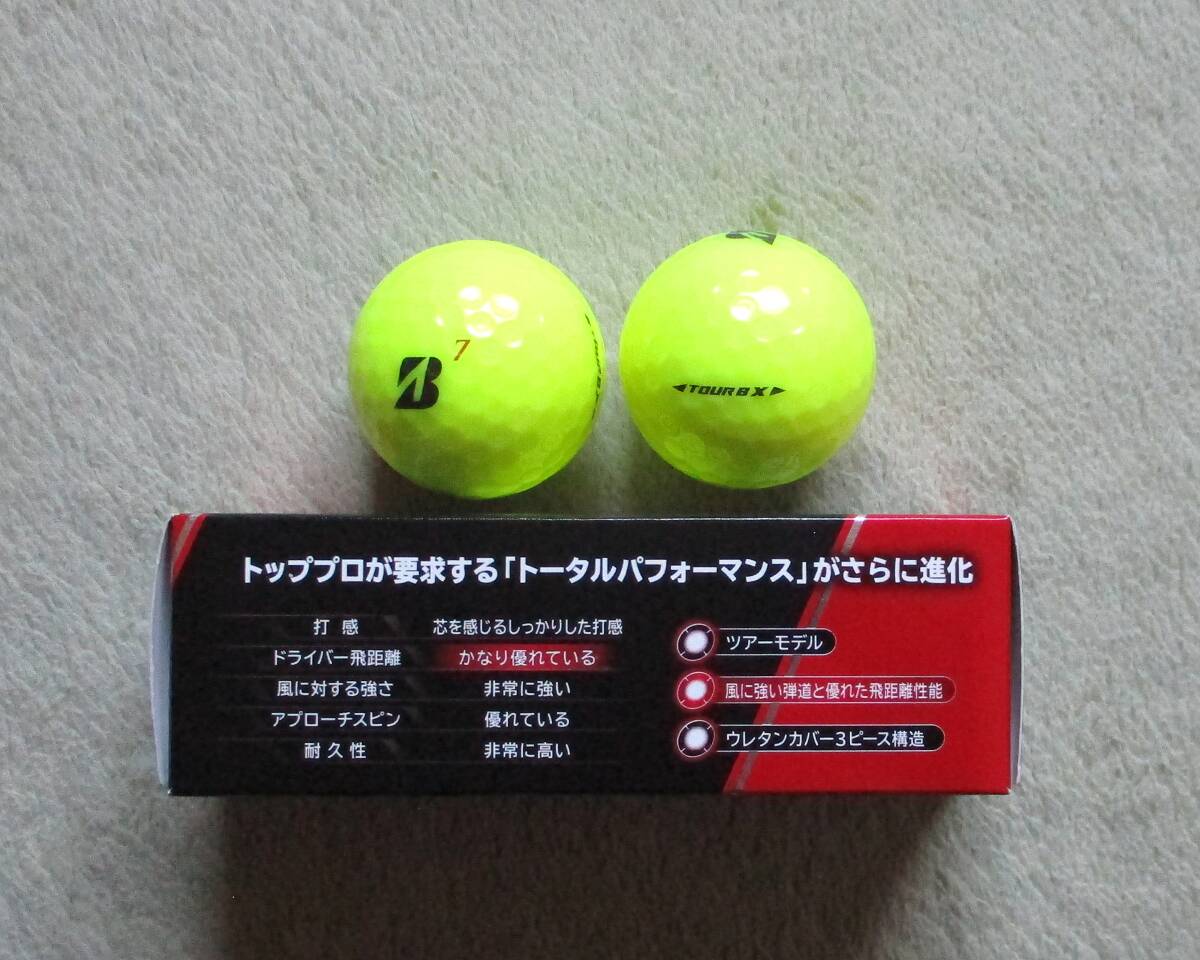 B 7
TOUR B X
トッププロが要求する「トータルパフォーマンス」がさらに進化
打 感 芯を感じるしっかりした打感
ドライバー飛距離 かなり優れている
風に対する強さ 非常に強い
アプローチスピン 優れている
耐 久 性 非常に高い
ツアーモデル
風に強い弾道と優れた飛距離性能
ウレタンカバー3ピース構造